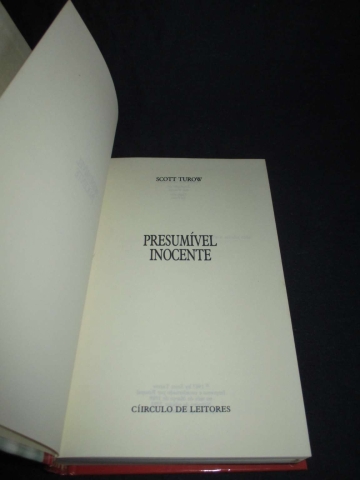 SCOTT TUROW
PRESUMÍVEL
INOCENTE
CÍRCULO DE LEITORES